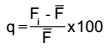 q = (Fᵢ - F̅)/F̅ x100